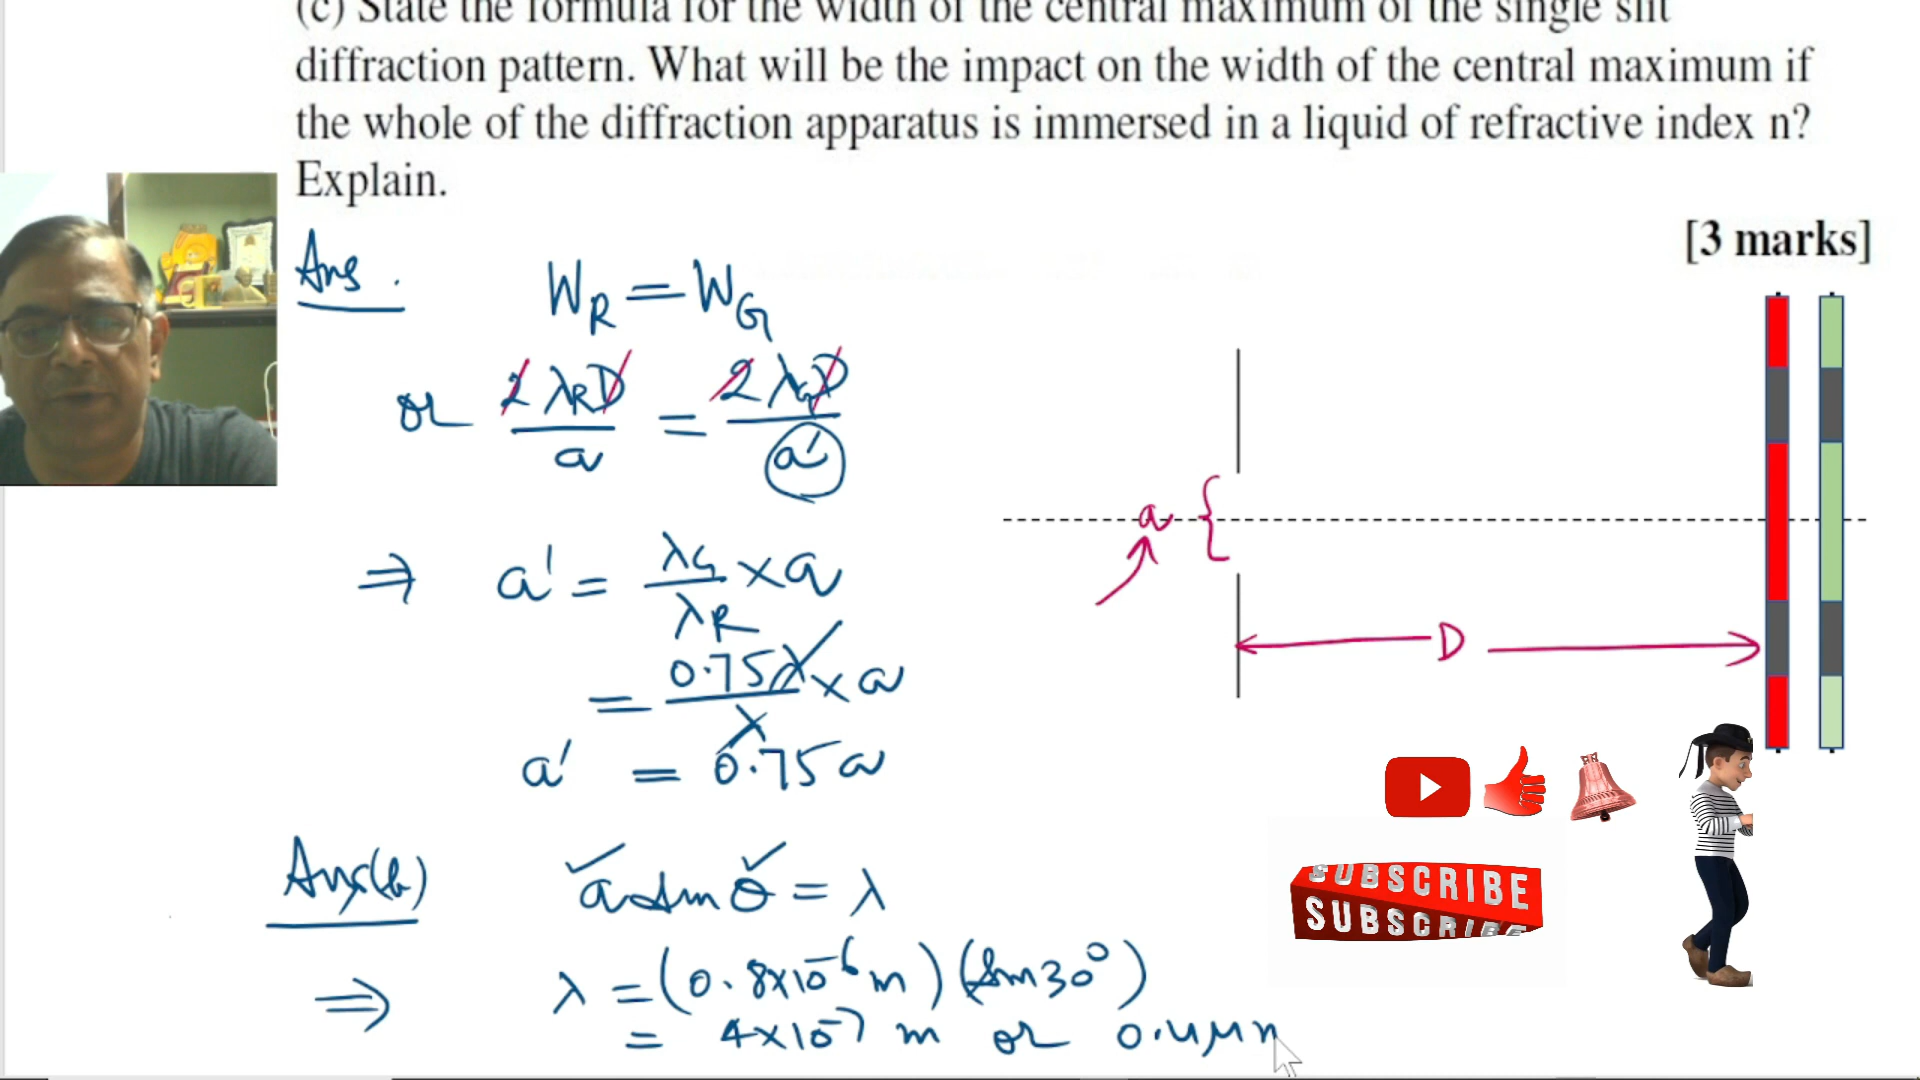 (c) State the formula for the width of the central maximum of the single slit
diffraction pattern. What will be the impact on the width of the central maximum if
the whole of the diffraction apparatus is immersed in a liquid of refractive index n?
Explain.
[3 marks]
Ans.
W_R = W_G
or 2λ_R D / a = 2λ_G D / a'
⇒ a' = λ_G / λ_R × a
= 0.75λ / λ × a
a' = 0.75 a
a {
D
Ans(b) a sin θ = λ
⇒ λ = (0.8×10⁻⁶ m) (sin 30°)
= 4×10⁻⁷ m or 0.4 μm
SUBSCRIBE
SUBSCRIBE